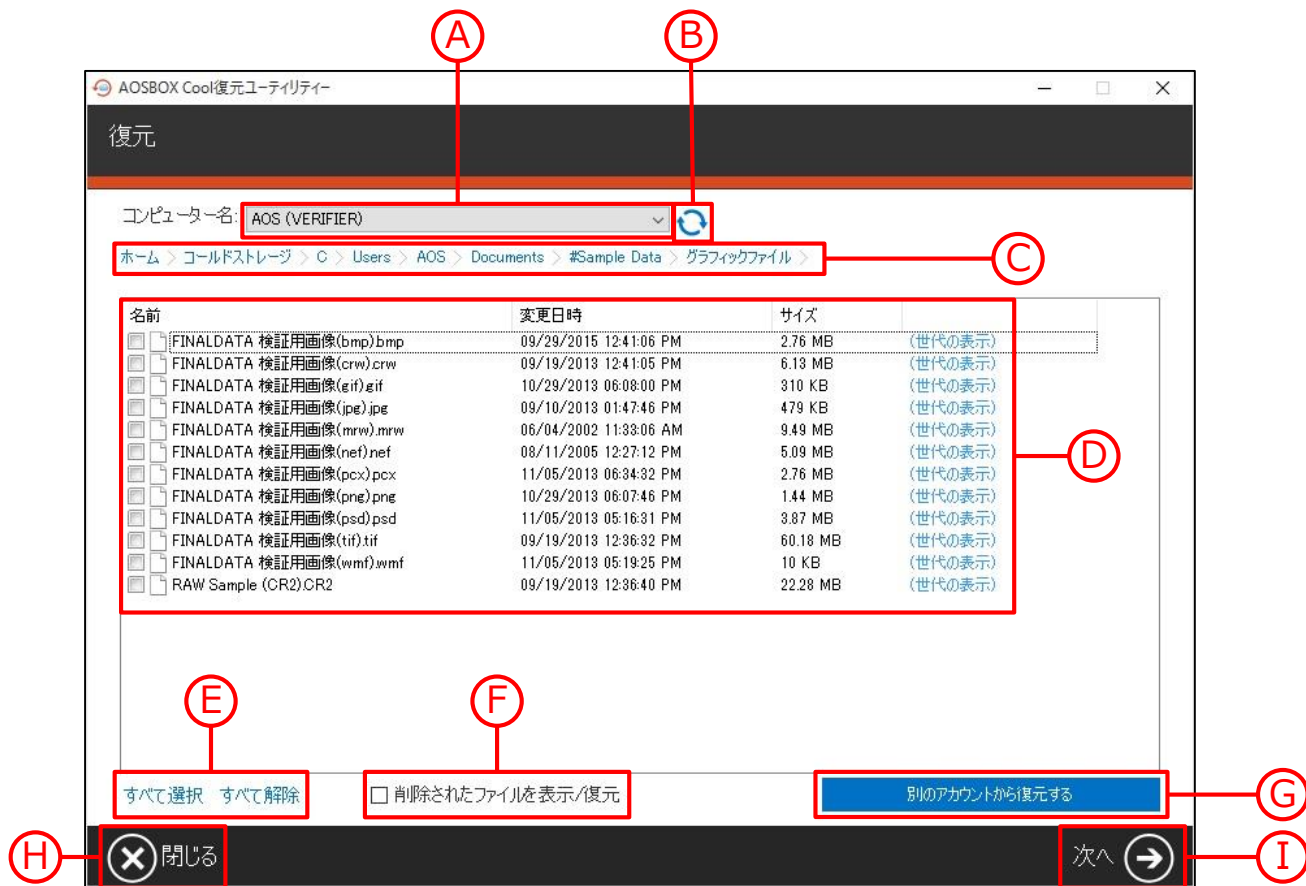 A B
AOSBOX Cool復元ユーティリティー
復元
コンピューター名: AOS (VERIFIER)
ホーム > コールドストレージ > C > Users > AOS > Documents > #Sample Data > グラフィックファイル >
C
名前 変更日時 サイズ
FINALDATA 検証用画像(bmp).bmp 09/29/2015 12:41:06 PM 2.76 MB (世代の表示)
FINALDATA 検証用画像(crw).crw 09/19/2013 12:41:05 PM 6.13 MB (世代の表示)
FINALDATA 検証用画像(gif).gif 10/29/2013 06:08:00 PM 310 KB (世代の表示)
FINALDATA 検証用画像(jpg).jpg 09/10/2013 01:47:46 PM 479 KB (世代の表示)
FINALDATA 検証用画像(mrw).mrw 06/04/2002 11:33:06 AM 9.49 MB (世代の表示)
FINALDATA 検証用画像(nef).nef 08/11/2005 12:27:12 PM 5.09 MB (世代の表示)
D
FINALDATA 検証用画像(pcx).pcx 11/05/2013 06:34:32 PM 2.76 MB (世代の表示)
FINALDATA 検証用画像(png).png 10/29/2013 06:07:46 PM 1.44 MB (世代の表示)
FINALDATA 検証用画像(psd).psd 11/05/2013 05:16:31 PM 3.87 MB (世代の表示)
FINALDATA 検証用画像(tif).tif 09/19/2013 12:36:32 PM 60.18 MB (世代の表示)
FINALDATA 検証用画像(wmf).wmf 11/05/2013 05:19:25 PM 10 KB (世代の表示)
RAW Sample (CR2).CR2 09/19/2013 12:36:40 PM 22.28 MB (世代の表示)
E F
すべて選択 すべて解除 削除されたファイルを表示/復元 別のアカウントから復元する G
H 閉じる 次へ I